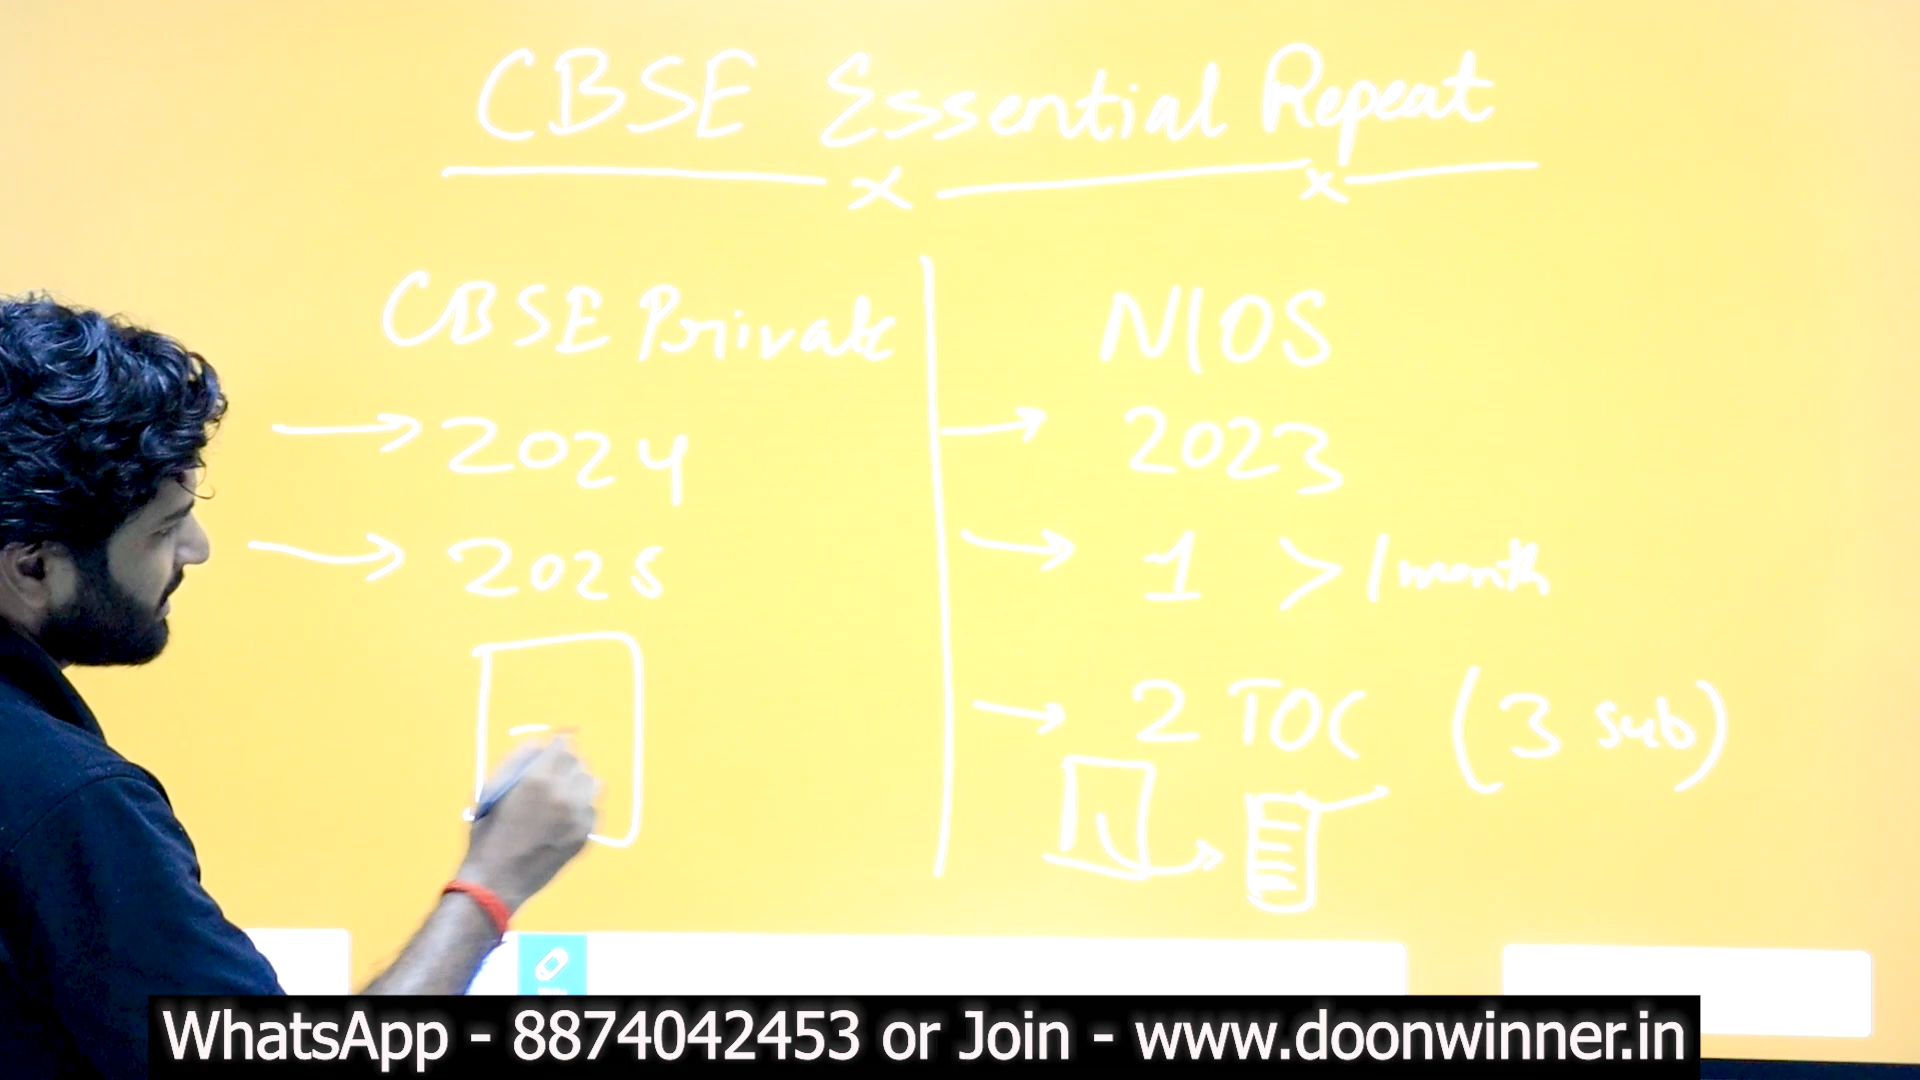 CBSE Essential Repeat
CBSE Private
2024
2025
NIOS
2023
1 > 1 month
2 TOC (3 sub)
WhatsApp - 8874042453 or Join - www.doonwinner.in